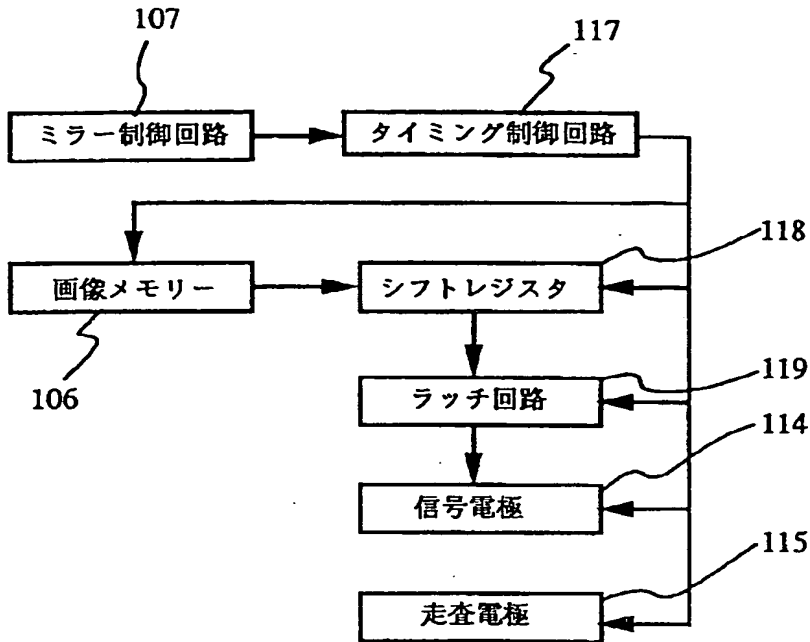 107
117
ミラー制御回路
タイミング制御回路
118
画像メモリー
シフトレジスタ
106
119
ラッチ回路
114
信号電極
115
走査電極